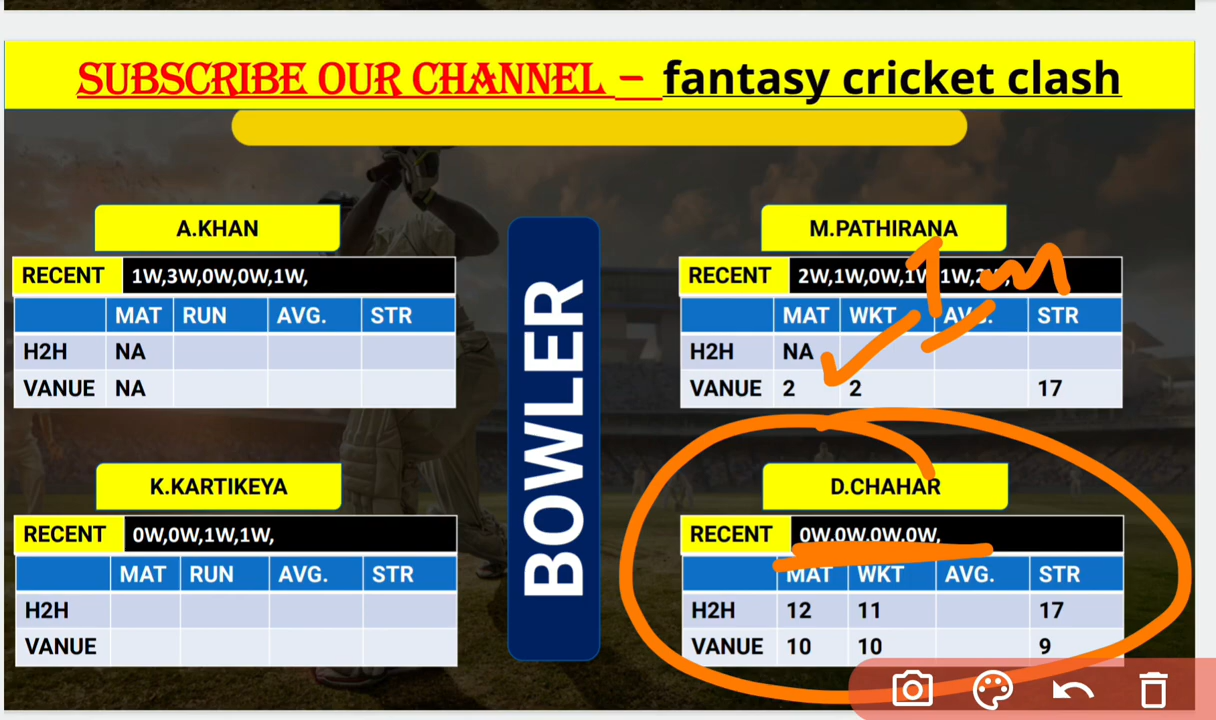 SUBSCRIBE OUR CHANNEL – fantasy cricket clash
A.KHAN
RECENT 1W,3W,0W,0W,1W,
MAT RUN AVG. STR
H2H NA
VANUE NA
K.KARTIKEYA
RECENT 0W,0W,1W,1W,
MAT RUN AVG. STR
H2H
VANUE
BOWLER
M.PATHIRANA
RECENT 2W,1W,0W,1W,1W,
MAT WKT AVG. STR
H2H NA
VANUE 2 2 17
D.CHAHAR
RECENT 0W,0W,0W,0W,
MAT WKT AVG. STR
H2H 12 11 17
VANUE 10 10 9